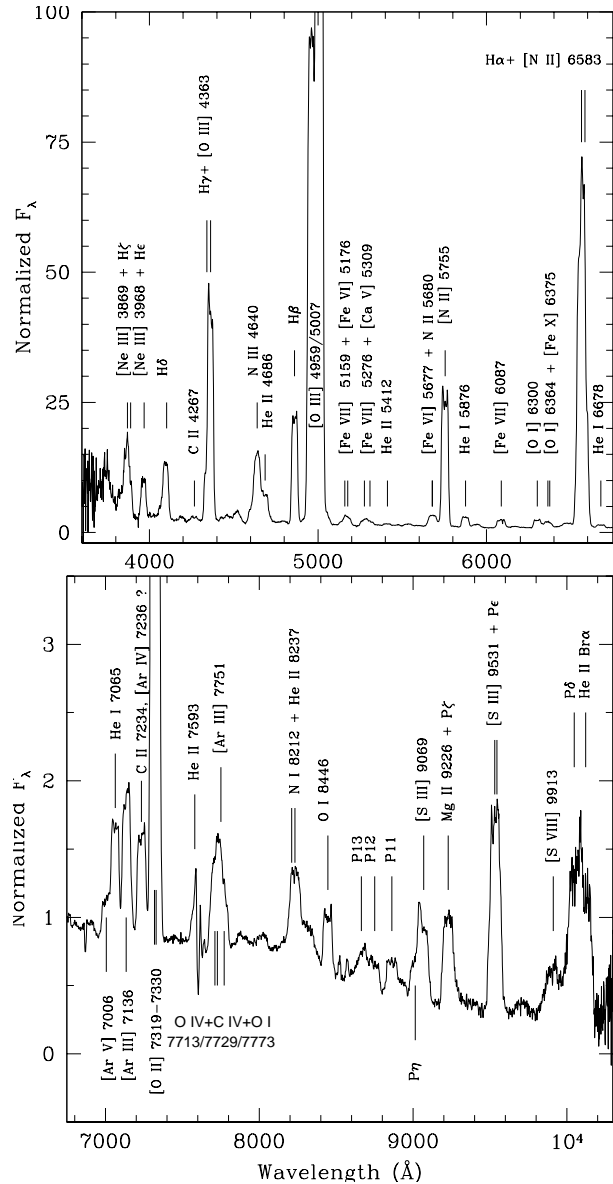 100
75
50
25
0
Normalized Fλ
[Ne III] 3869 + Hζ
[Ne III] 3968 + Hϵ
Hδ
C II 4267
Hγ+ [O III] 4363
N III 4640
He II 4686
Hβ
[O III] 4959/5007
[Fe VII] 5159 + [Fe VI] 5176
[Fe VII] 5276 + [Ca V] 5309
He II 5412
[Fe VI] 5677 + N II 5680
[N II] 5755
He I 5876
[Fe VII] 6087
[O I] 6300
[O I] 6364 + [Fe X] 6375
Hα+ [N II] 6583
He I 6678
4000
5000
6000
3
2
1
0
Normalized Fλ
He I 7065
C II 7234, [Ar IV] 7236 ?
He II 7593
[Ar III] 7751
N I 8212 + He II 8237
O I 8446
P13
P12
P11
[S III] 9069
Mg II 9226 + Pζ
[S III] 9531 + Pϵ
[S VIII] 9913
Pδ
He II Brα
[Ar V] 7006
[Ar III] 7136
[O II] 7319-7330
O IV+C IV+O I
7713/7729/7773
Pη
7000
8000
9000
10⁴
Wavelength (Å)